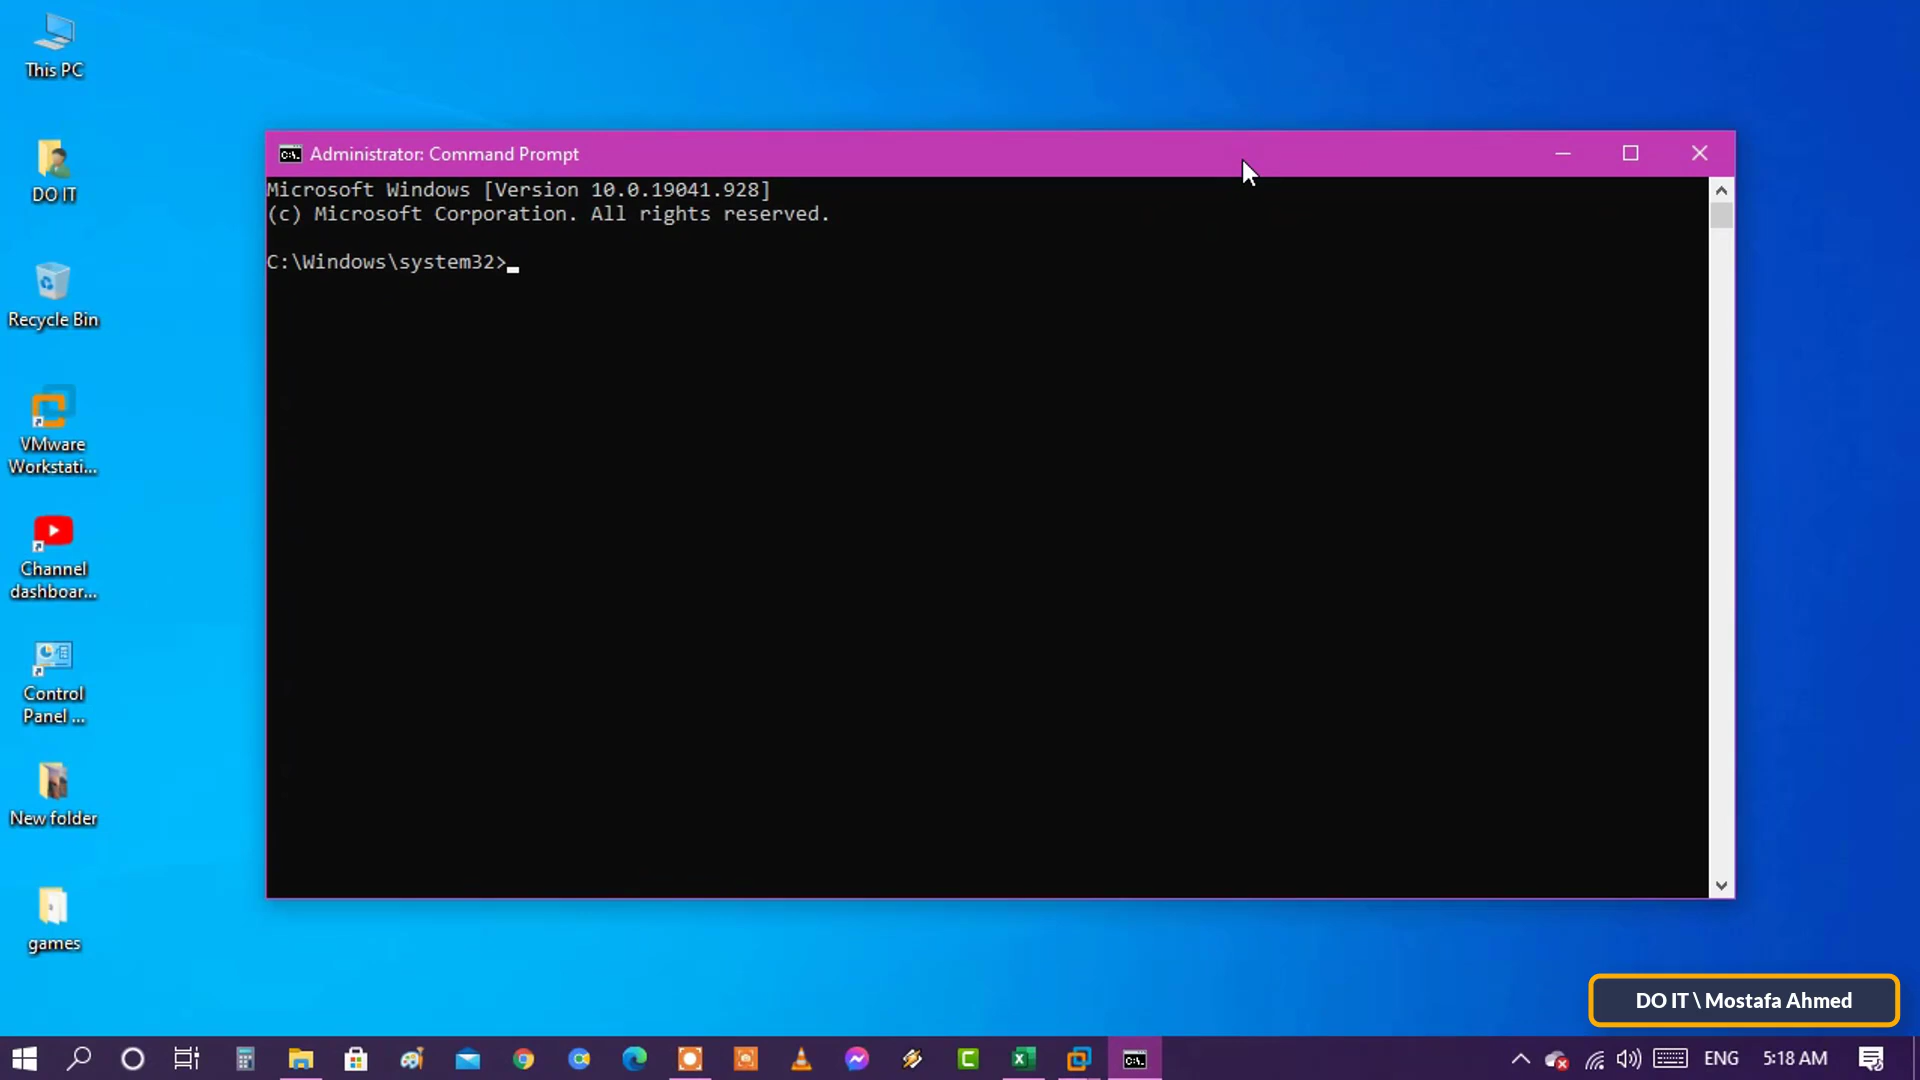 This PC
DO IT
Recycle Bin
VMware
Workstati...
Channel
dashboar...
Control
Panel ...
New folder
games
Administrator: Command Prompt
Microsoft Windows [Version 10.0.19041.928]
(c) Microsoft Corporation. All rights reserved.
C:\Windows\system32>
DO IT \ Mostafa Ahmed
ENG
5:18 AM